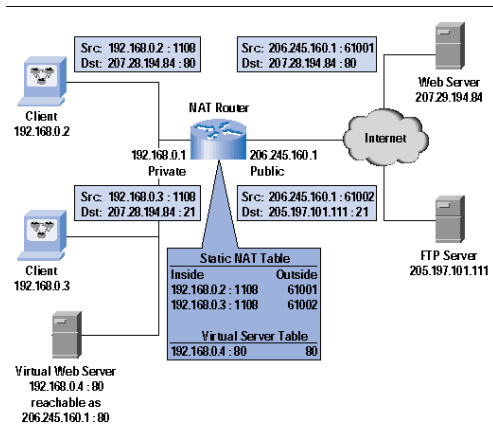 Src: 192.168.0.2 : 1108
Dst: 207.28.194.84 : 80
Src: 206.245.160.1 : 61001
Dst: 207.28.194.84 : 80
Web Server
207.29.194.84
Client
192.168.0.2
NAT Router
192.168.0.1
Private
206.245.160.1
Public
Internet
Src: 192.168.0.3 : 1108
Dst: 207.28.194.84 : 21
Src: 206.245.160.1 : 61002
Dst: 205.197.101.111 : 21
Client
192.168.0.3
FTP Server
205.197.101.111
Static NAT Table
Inside Outside
192.168.0.2 : 1108 61001
192.168.0.3 : 1108 61002
Virtual Server Table
192.168.0.4 : 80 80
Virtual Web Server
192.168.0.4 : 80
reachable as
206.245.160.1 : 80